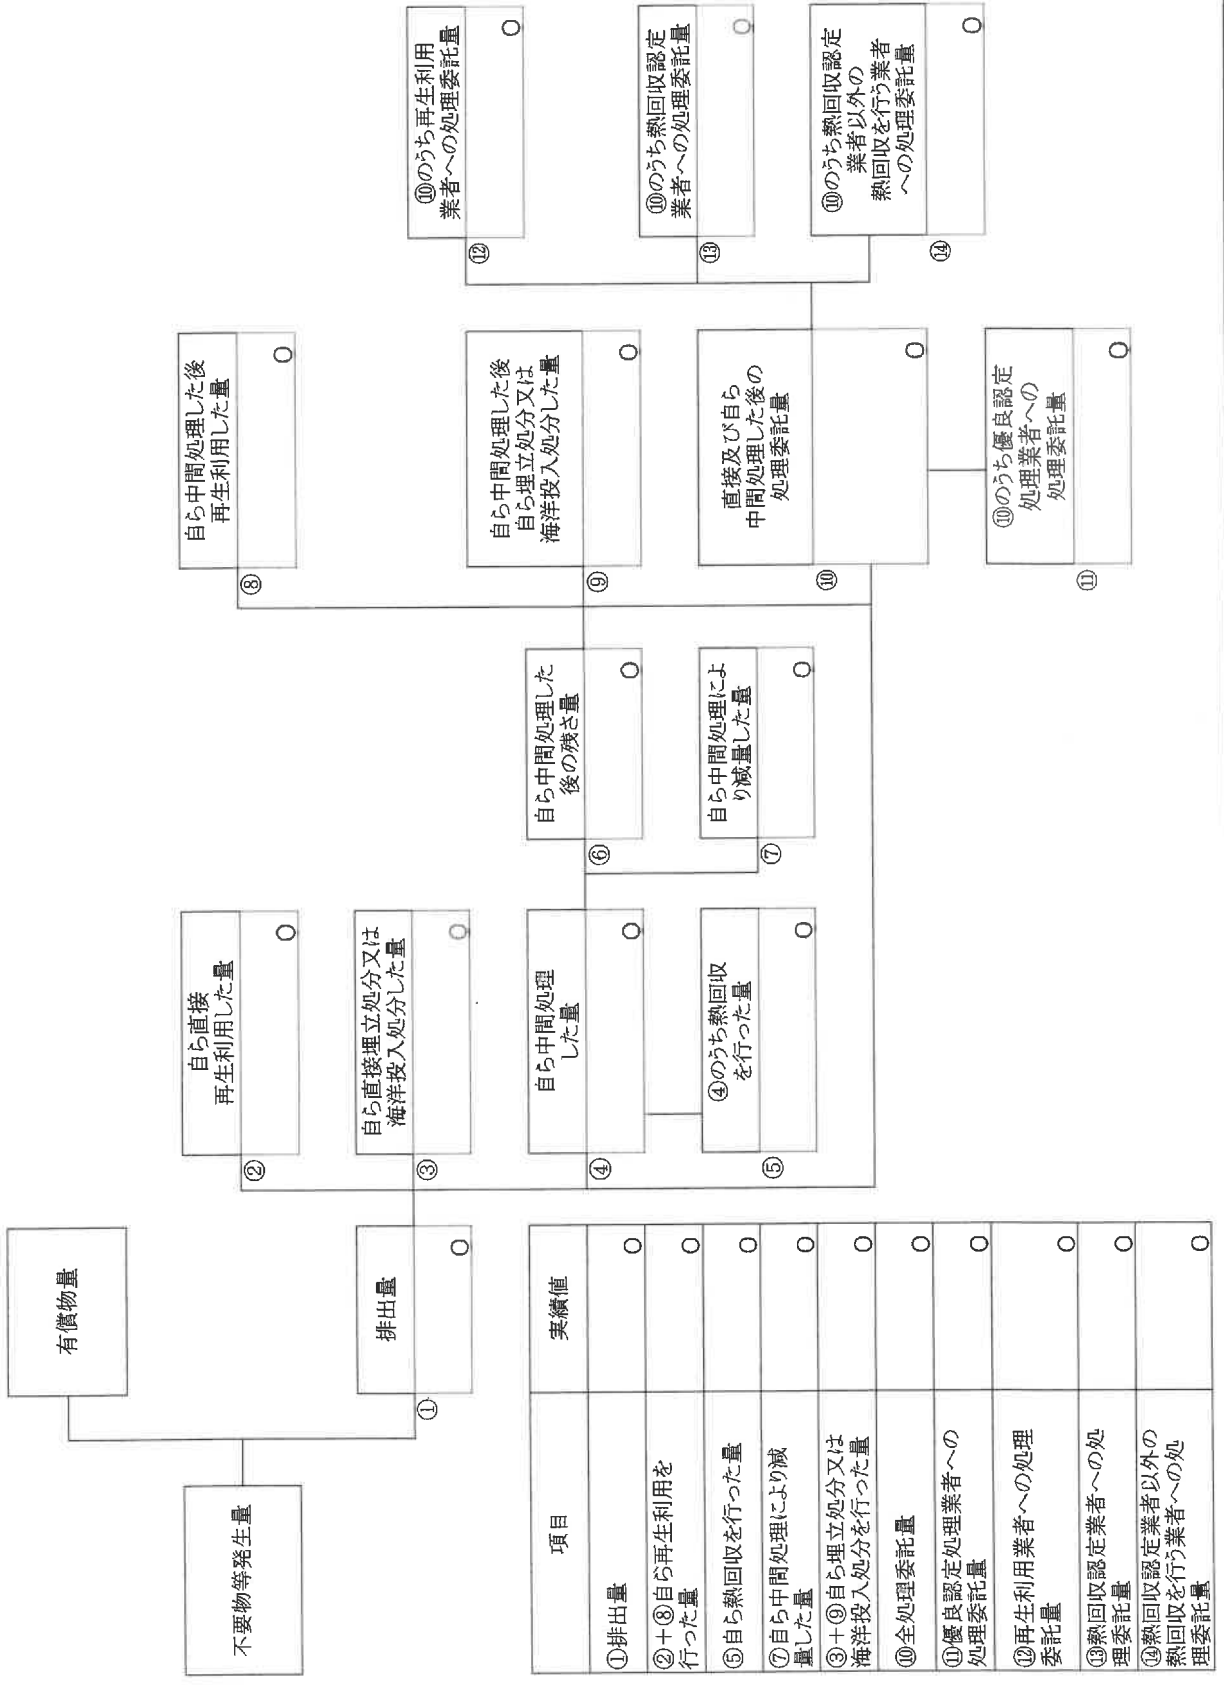 有償物量
不要物等発生量
排出量
①
0
自ら直接
再生利用した量
②
0
自ら直接埋立処分又は
海洋投入処分した量
③
0
自ら中間処理
した量
④
0
④のうち熱回収
を行った量
⑤
0
自ら中間処理した
後の残さ量
⑥
0
自ら中間処理によ
り減量した量
⑦
0
自ら中間処理した後
再生利用した量
⑧
0
自ら中間処理した後
自ら埋立処分又は
海洋投入処分した量
⑨
0
直接及び自ら
中間処理した後の
処理委託量
⑩
0
⑩のうち優良認定
処理業者への
処理委託量
⑪
0
⑩のうち再生利用
業者への処理委託量
⑫
0
⑩のうち熱回収認定
業者への処理委託量
⑬
0
⑩のうち熱回収認定
業者以外の
熱回収を行う業者
への処理委託量
⑭
0
項目 実績値
①排出量 0
②+⑧自ら再生利用を
行った量 0
⑤自ら熱回収を行った量 0
⑦自ら中間処理により減
量した量 0
③+⑨自ら埋立処分又は
海洋投入処分を行った量 0
⑩全処理委託量 0
⑪優良認定処理業者への
処理委託量 0
⑫再生利用業者への処理
委託量 0
⑬熱回収認定業者への処
理委託量 0
⑭熱回収認定業者以外の
熱回収を行う業者への処
理委託量 0